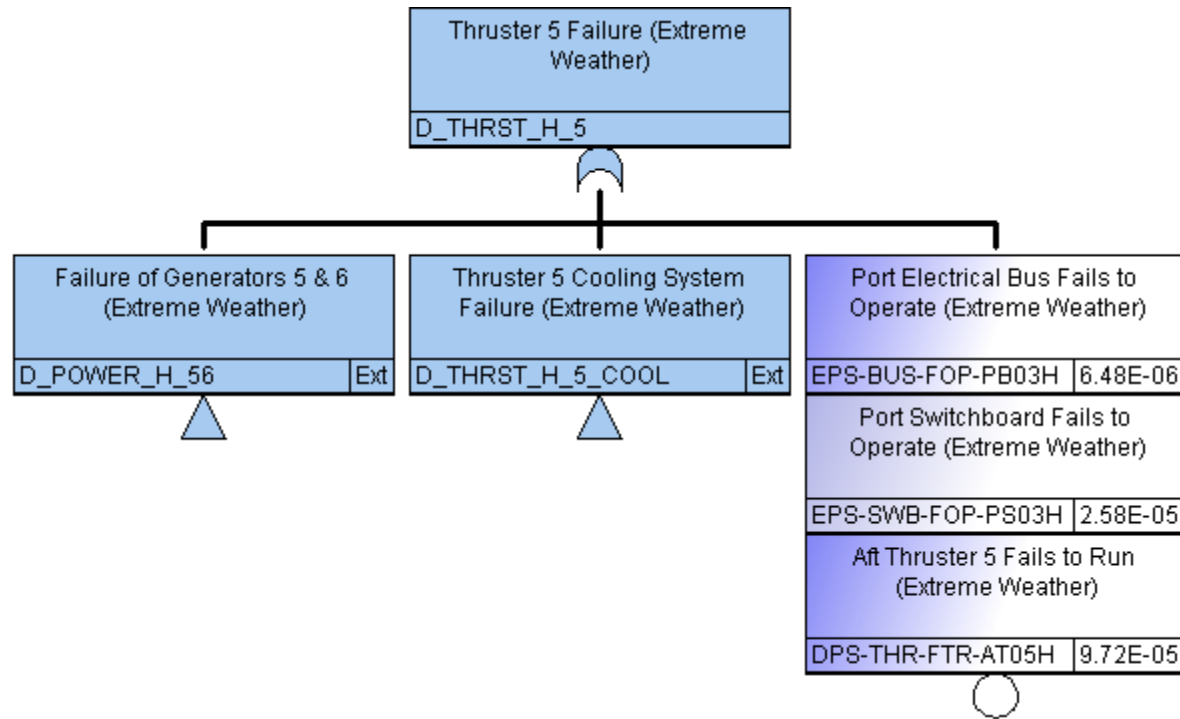 Thruster 5 Failure (Extreme
Weather)
D_THRST_H_5
Failure of Generators 5 & 6
(Extreme Weather)
D_POWER_H_56 Ext
Thruster 5 Cooling System
Failure (Extreme Weather)
D_THRST_H_5_COOL Ext
Port Electrical Bus Fails to
Operate (Extreme Weather)
EPS-BUS-FOP-PB03H 6.48E-06
Port Switchboard Fails to
Operate (Extreme Weather)
EPS-SWB-FOP-PS03H 2.58E-05
Aft Thruster 5 Fails to Run
(Extreme Weather)
DPS-THR-FTR-AT05H 9.72E-05